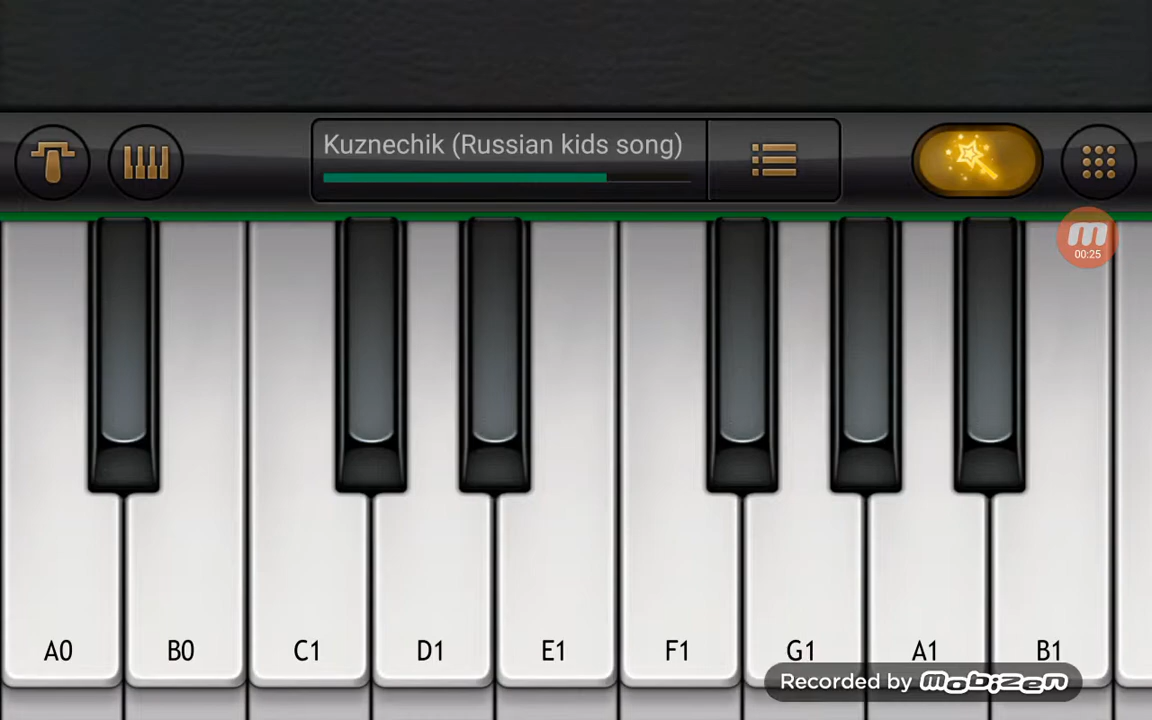 Kuznechik (Russian kids song)
00:25
A0 B0 C1 D1 E1 F1 G1 A1 B1
Recorded by mobizen